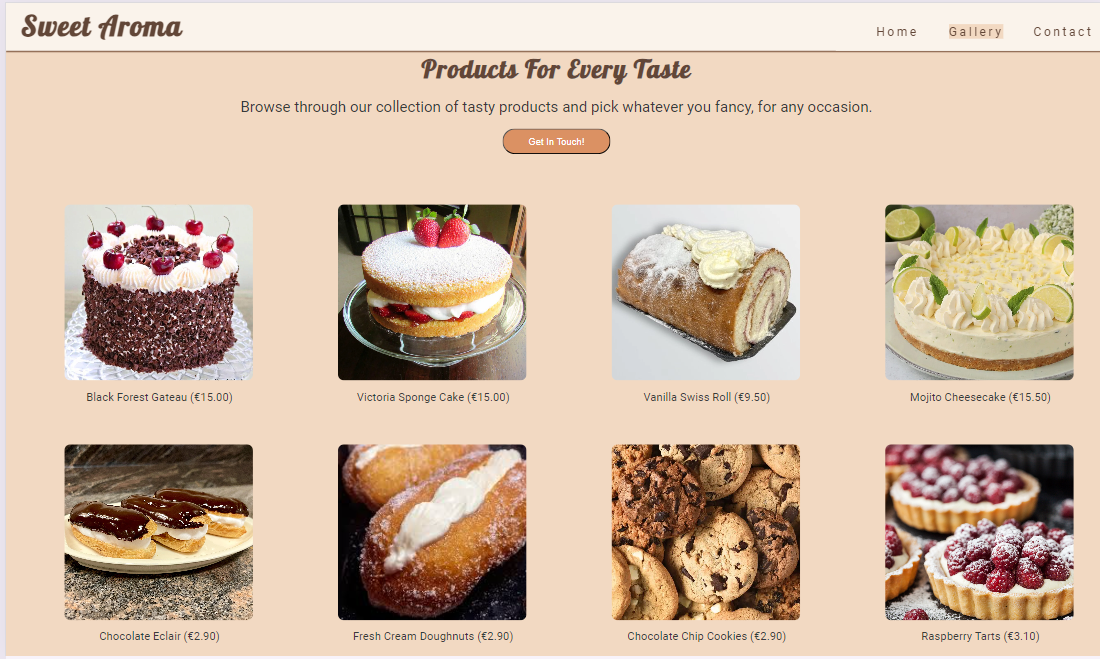 Sweet Aroma
Home Gallery Contact
Products For Every Taste
Browse through our collection of tasty products and pick whatever you fancy, for any occasion.
Get In Touch!
Black Forest Gateau (€15.00)
Victoria Sponge Cake (€15.00)
Vanilla Swiss Roll (€9.50)
Mojito Cheesecake (€15.50)
Chocolate Eclair (€2.90)
Fresh Cream Doughnuts (€2.90)
Chocolate Chip Cookies (€2.90)
Raspberry Tarts (€3.10)